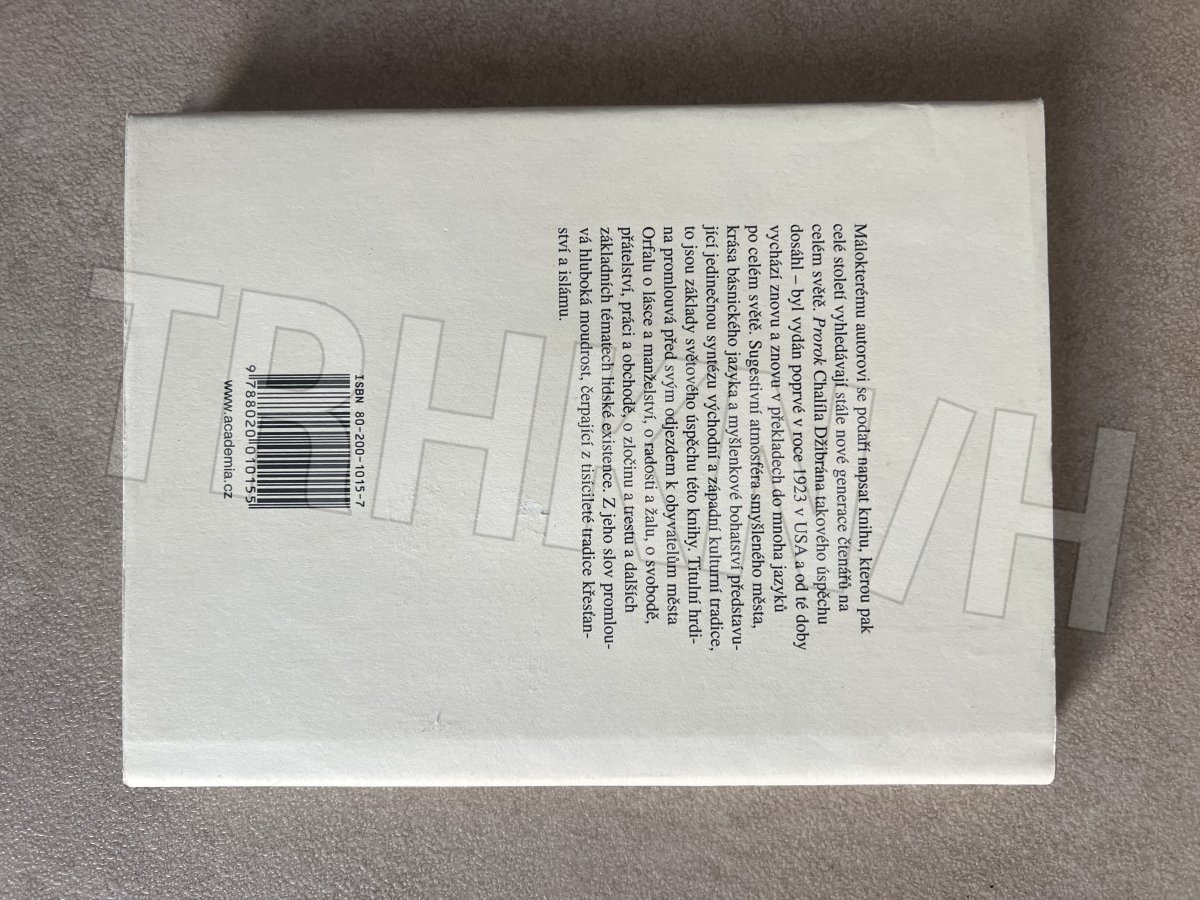 Málokterému autorovi se podaří napsat knihu, kterou pak
celé století vyhledávají stále nové generace čtenářů na
celém světě. Prorok Chalíla Džibrána takového úspěchu
dosáhl – byl vydán poprvé v roce 1923 v USA a od té doby
vychází znovu a znovu v překladech do mnoha jazyků
po celém světě. Sugestivní atmosféra smyšleného města,
krása básnického jazyka a myšlenkové bohatství představu-
jící jedinečnou syntézu východní a západní kulturní tradice,
to jsou základy světového úspěchu této knihy. Titulní hrdi-
na promlouvá před svým odjezdem k obyvatelům města
Orfalu o lásce a manželství, o radosti a žalu, o svobodě,
přátelství, práci a obchodě, o zločinu a trestu a dalších
základních tématech lidské existence. Z jeho slov promlou-
vá hluboká moudrost, čerpající z tisícileté tradice křesťan-
ství a islámu.
ISBN 80-200-1015-7
9 788020 010155
www.academia.cz
TRHKNIH